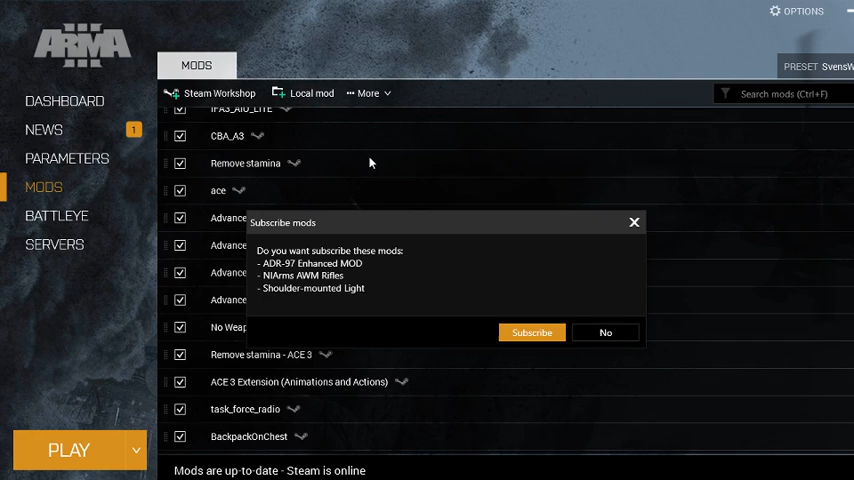 OPTIONS
ARMA
III
MODS
PRESET SvensW
DASHBOARD
NEWS 1
PARAMETERS
MODS
BATTLEYE
SERVERS
PLAY
Steam Workshop
Local mod
More
Search mods (Ctrl+F)
IFA3_AIO_LITE
CBA_A3
Remove stamina
ace
Advance
Advance
Advance
Advance
No Weap
Remove stamina - ACE 3
ACE 3 Extension (Animations and Actions)
task_force_radio
BackpackOnChest
Subscribe mods
Do you want subscribe these mods:
- ADR-97 Enhanced MOD
- NIArms AWM Rifles
- Shoulder-mounted Light
Subscribe
No
Mods are up-to-date - Steam is online